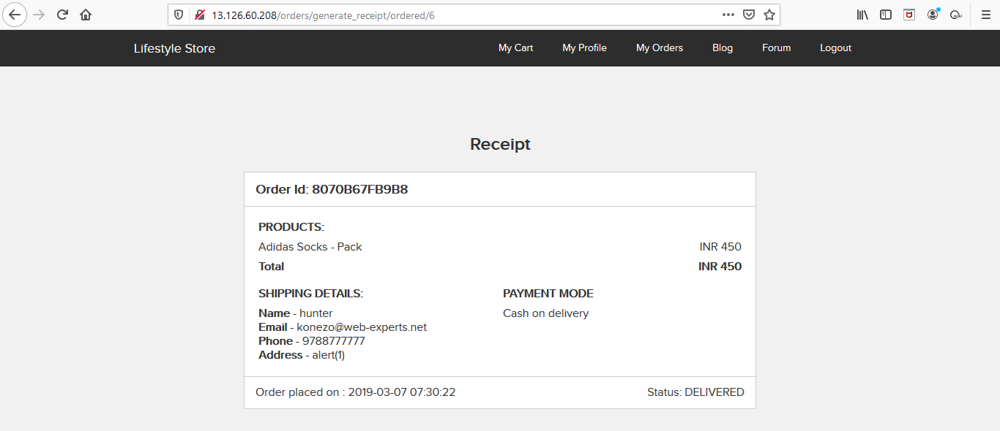 13.126.60.208/orders/generate_receipt/ordered/6
Lifestyle Store My Cart My Profile My Orders Blog Forum Logout
Receipt
Order Id: 8070B67FB9B8
PRODUCTS:
Adidas Socks - Pack INR 450
Total INR 450
SHIPPING DETAILS: PAYMENT MODE
Name - hunter Cash on delivery
Email - konezo@web-experts.net
Phone - 9788777777
Address - alert(1)
Order placed on : 2019-03-07 07:30:22 Status: DELIVERED